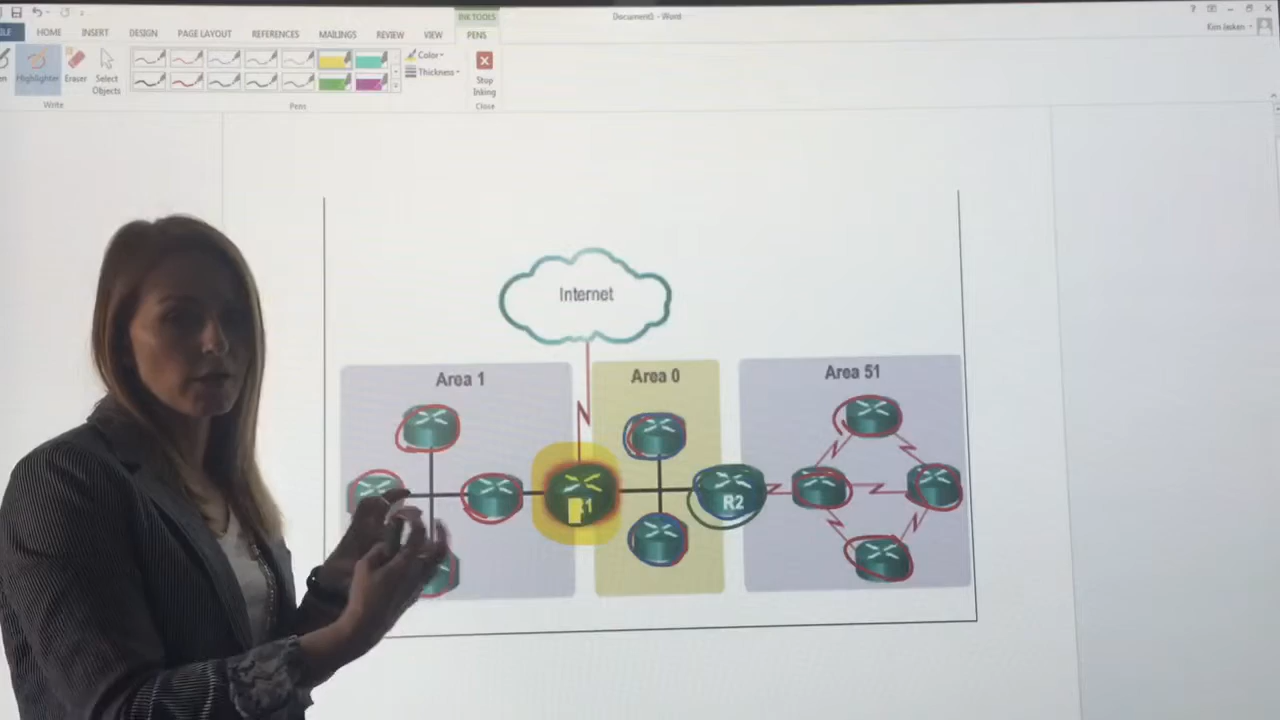 Document1 - Word
INK TOOLS
HOME INSERT DESIGN PAGE LAYOUT REFERENCES MAILINGS REVIEW VIEW PENS
Highlighter
Eraser
Select
Objects
Color
Thickness
Stop
Inking
Write
Pens
Close
Internet
Area 1
Area 0
Area 51
R2